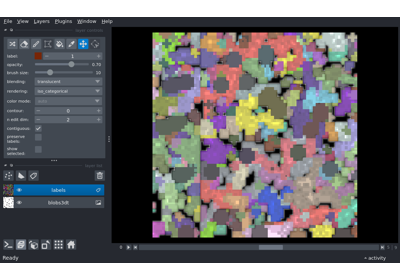 File View Layers Plugins Window Help
label: 1
opacity: 0.70
brush size: 10
blending: translucent
rendering: iso_categorical
color mode:
contour: 0
n edit dim: 2
contiguous:
preserve
labels:
show
selected:
labels
blobs3dt
Ready
activity